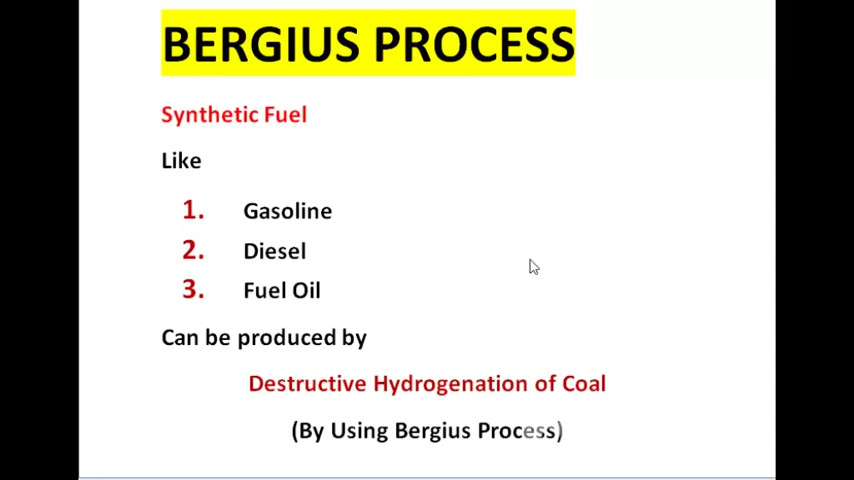 BERGIUS PROCESS
Synthetic Fuel
Like
1. Gasoline
2. Diesel
3. Fuel Oil
Can be produced by
Destructive Hydrogenation of Coal
(By Using Bergius Process)